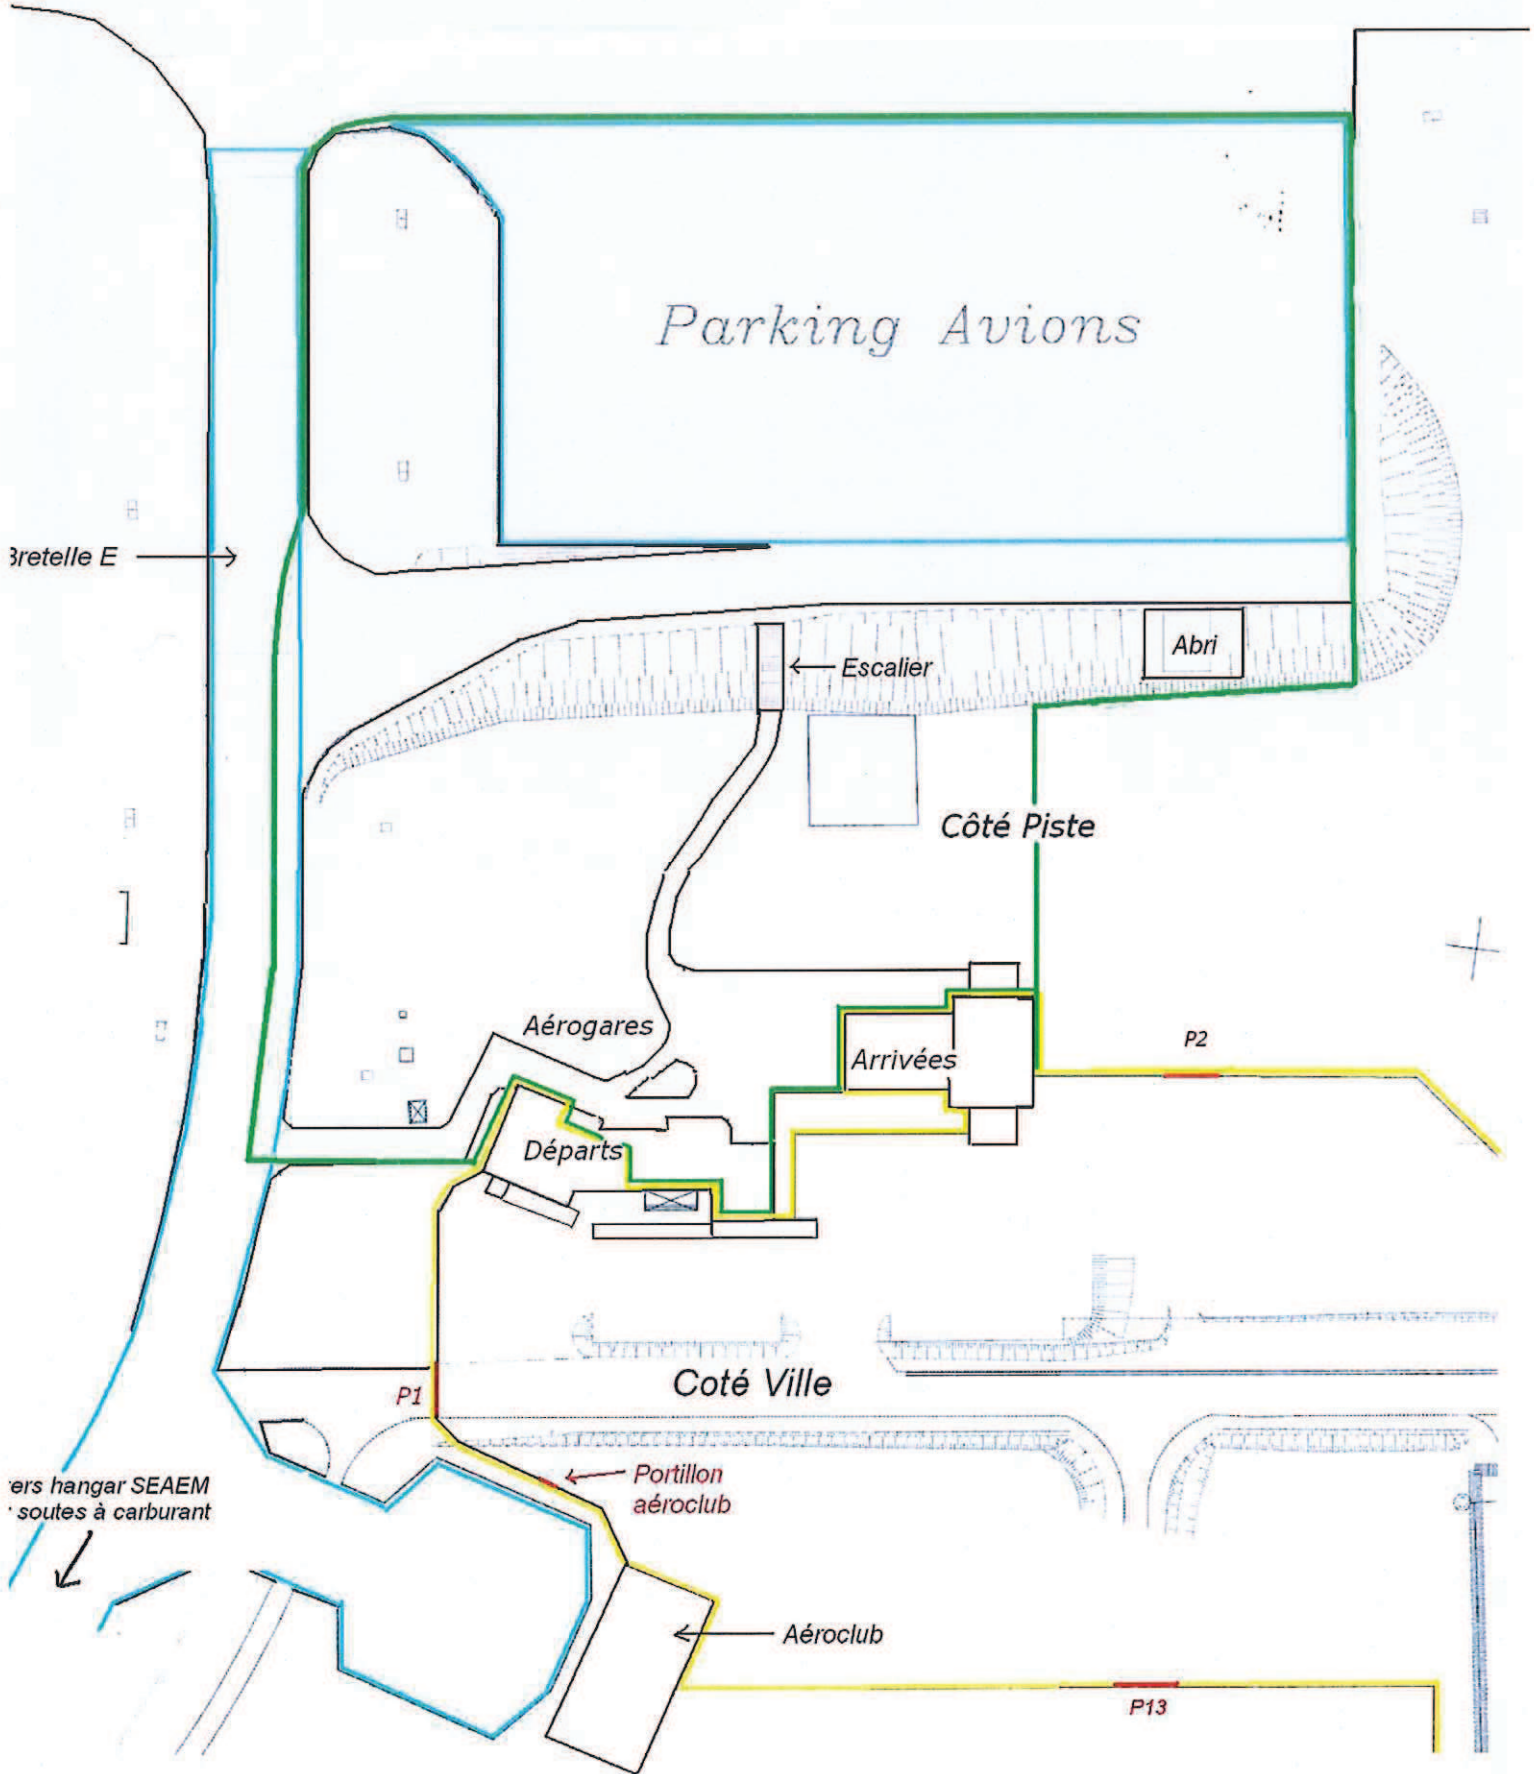 Parking Avions
Bretelle E
Abri
Escalier
Côté Piste
Aérogares
P2
Arrivées
Départs
Coté Ville
P1
Portillon
aéroclub
vers hangar SEAEM
soutes à carburant
Aéroclub
P13